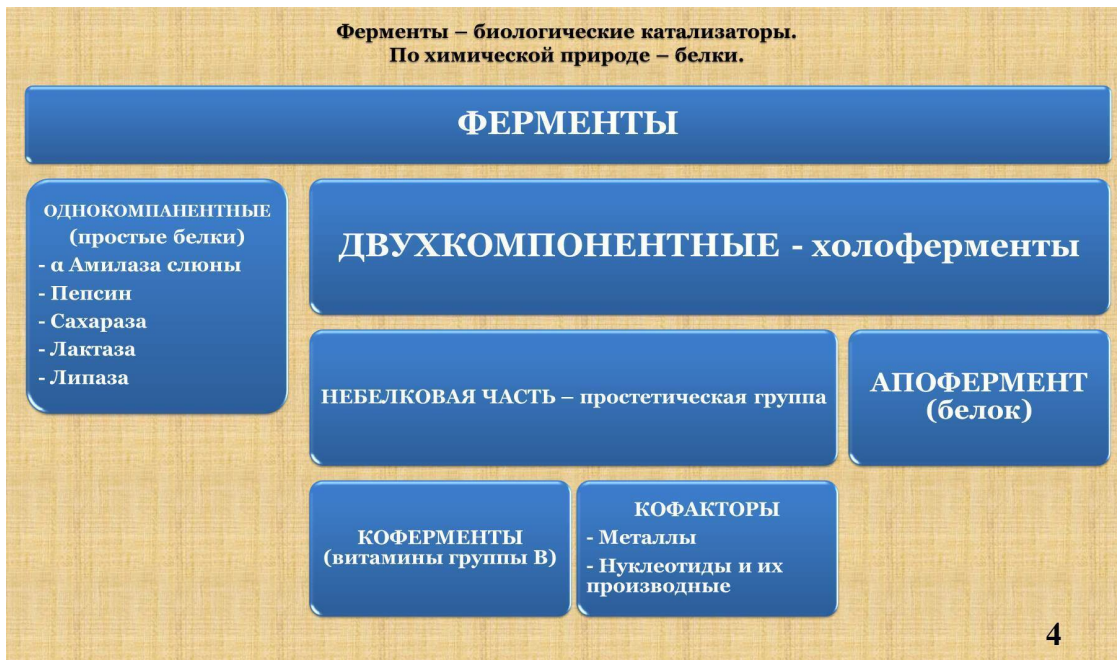 Ферменты – биологические катализаторы.
По химической природе – белки.
ФЕРМЕНТЫ
ОДНОКОМПАНЕНТНЫЕ
(простые белки)
- α Амилаза слюны
- Пепсин
- Сахараза
- Лактаза
- Липаза
ДВУХКОМПОНЕНТНЫЕ - холоферменты
НЕБЕЛКОВАЯ ЧАСТЬ – простетическая группа
АПОФЕРМЕНТ
(белок)
КОФЕРМЕНТЫ
(витамины группы В)
КОФАКТОРЫ
- Металлы
- Нуклеотиды и их
производные
4